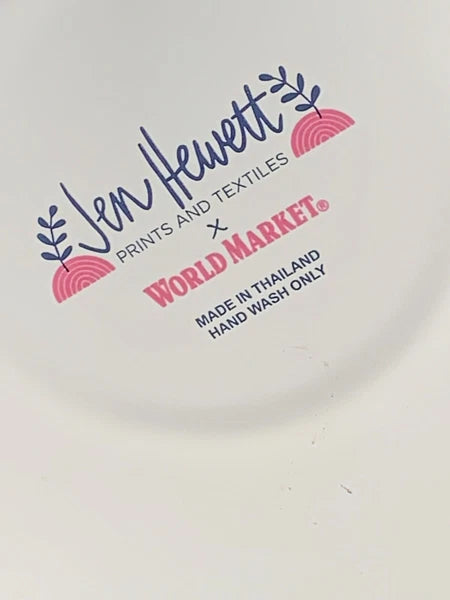 Jen Hewett
PRINTS AND TEXTILES
X
WORLD MARKET®
MADE IN THAILAND
HAND WASH ONLY